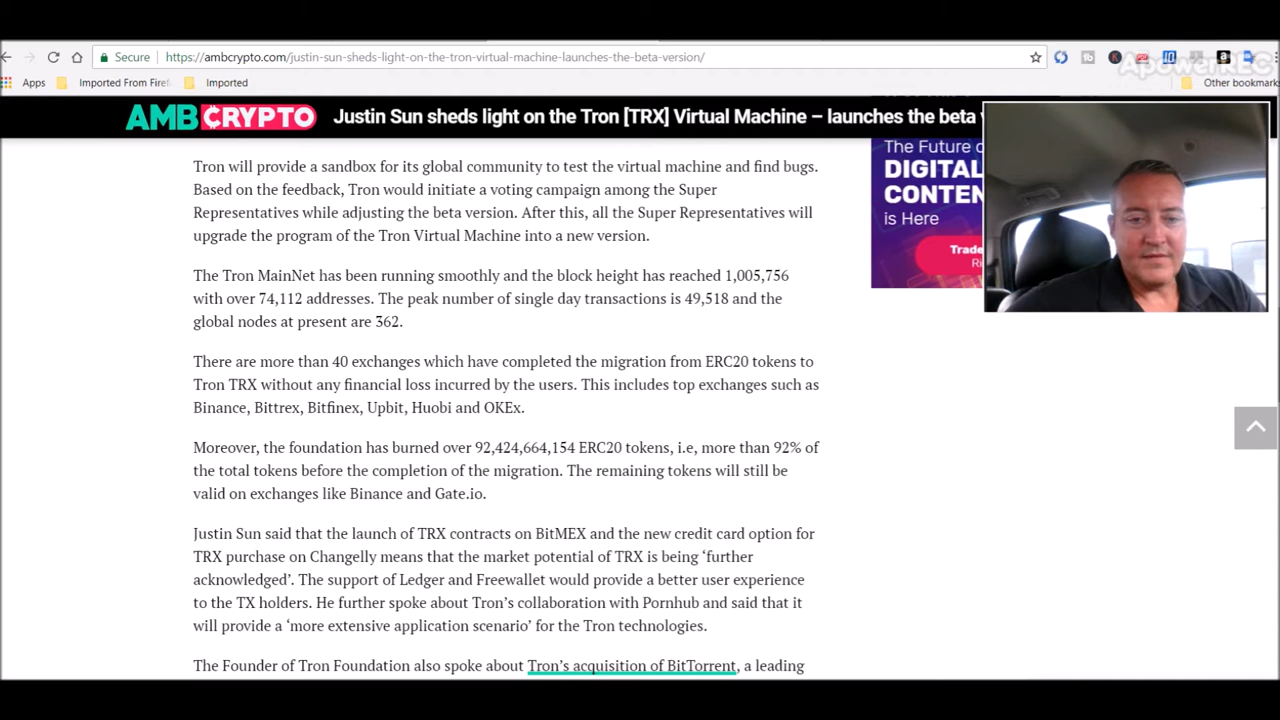 Secure
https://ambcrypto.com/justin-sun-sheds-light-on-the-tron-virtual-machine-launches-the-beta-version/
ApowerREC
Apps
Imported From Firef
Imported
Other bookmark
AMBCRYPTO
Justin Sun sheds light on the Tron [TRX] Virtual Machine – launches the beta
Tron will provide a sandbox for its global community to test the virtual machine and find bugs.
Based on the feedback, Tron would initiate a voting campaign among the Super
Representatives while adjusting the beta version. After this, all the Super Representatives will
upgrade the program of the Tron Virtual Machine into a new version.
The Tron MainNet has been running smoothly and the block height has reached 1,005,756
with over 74,112 addresses. The peak number of single day transactions is 49,518 and the
global nodes at present are 362.
There are more than 40 exchanges which have completed the migration from ERC20 tokens to
Tron TRX without any financial loss incurred by the users. This includes top exchanges such as
Binance, Bittrex, Bitfinex, Upbit, Huobi and OKEx.
Moreover, the foundation has burned over 92,424,664,154 ERC20 tokens, i.e, more than 92% of
the total tokens before the completion of the migration. The remaining tokens will still be
valid on exchanges like Binance and Gate.io.
Justin Sun said that the launch of TRX contracts on BitMEX and the new credit card option for
TRX purchase on Changelly means that the market potential of TRX is being ‘further
acknowledged’. The support of Ledger and Freewallet would provide a better user experience
to the TX holders. He further spoke about Tron’s collaboration with Pornhub and said that it
will provide a ‘more extensive application scenario’ for the Tron technologies.
The Founder of Tron Foundation also spoke about Tron’s acquisition of BitTorrent, a leading
The Future o
DIGITAL
CONTEN
is Here
Trade
Ri